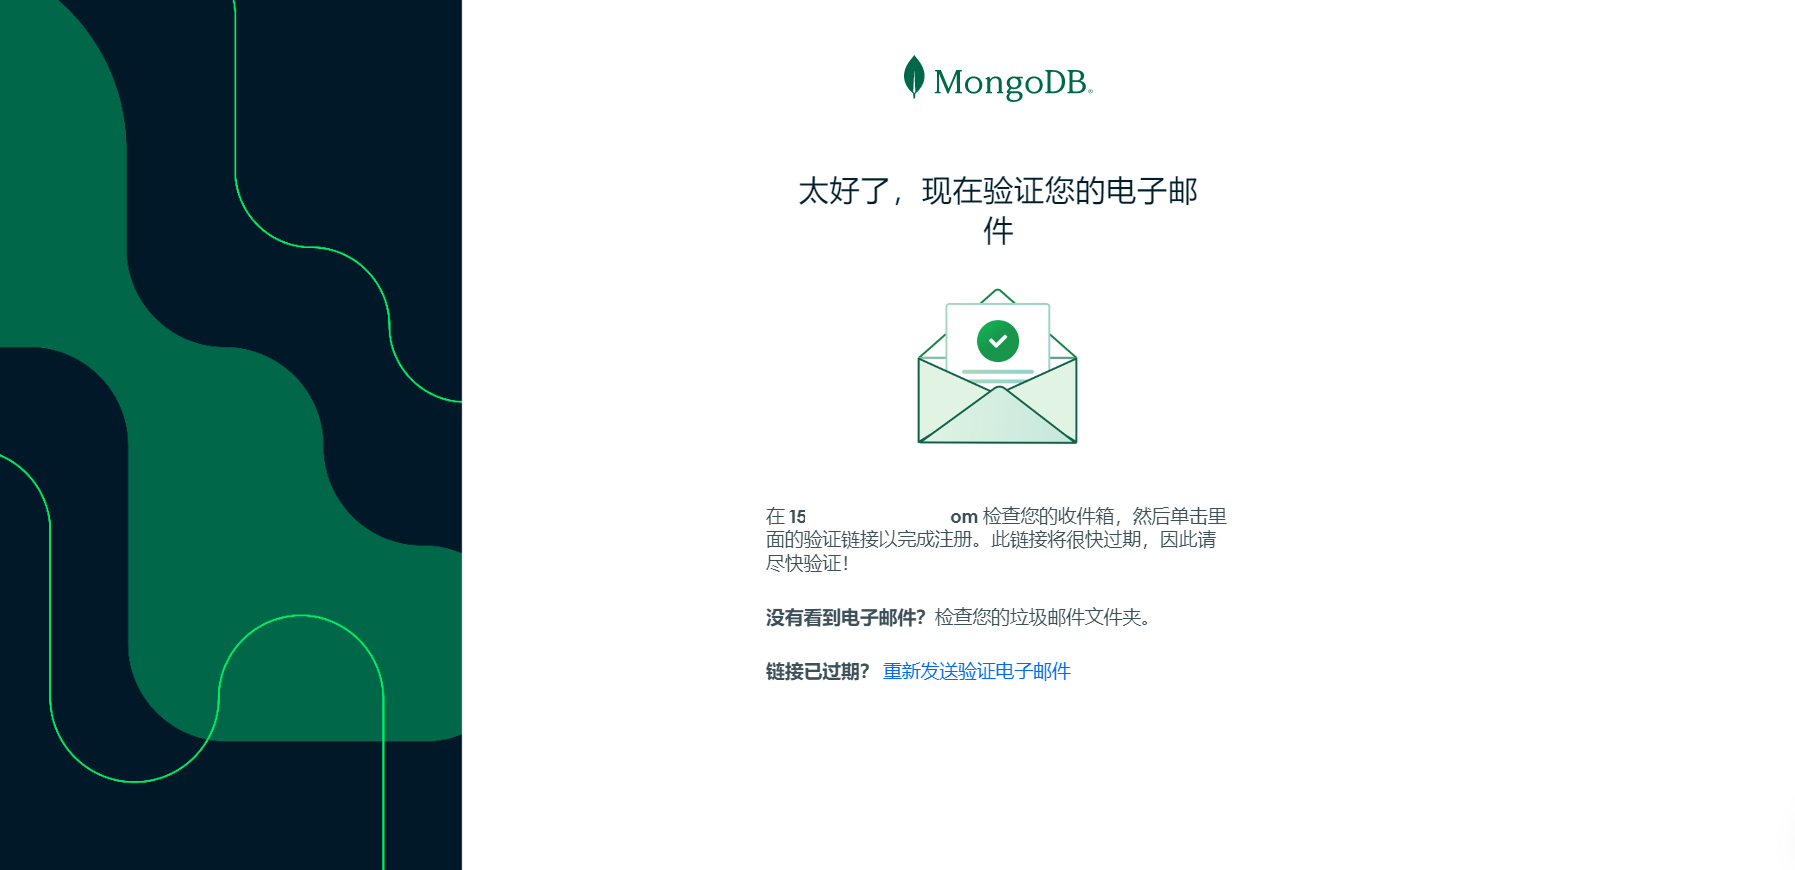 MongoDB®
太好了，现在验证您的电子邮
件
在 15 om 检查您的收件箱，然后单击里
面的验证链接以完成注册。此链接将很快过期，因此请
尽快验证！
没有看到电子邮件？检查您的垃圾邮件文件夹。
链接已过期？ 重新发送验证电子邮件